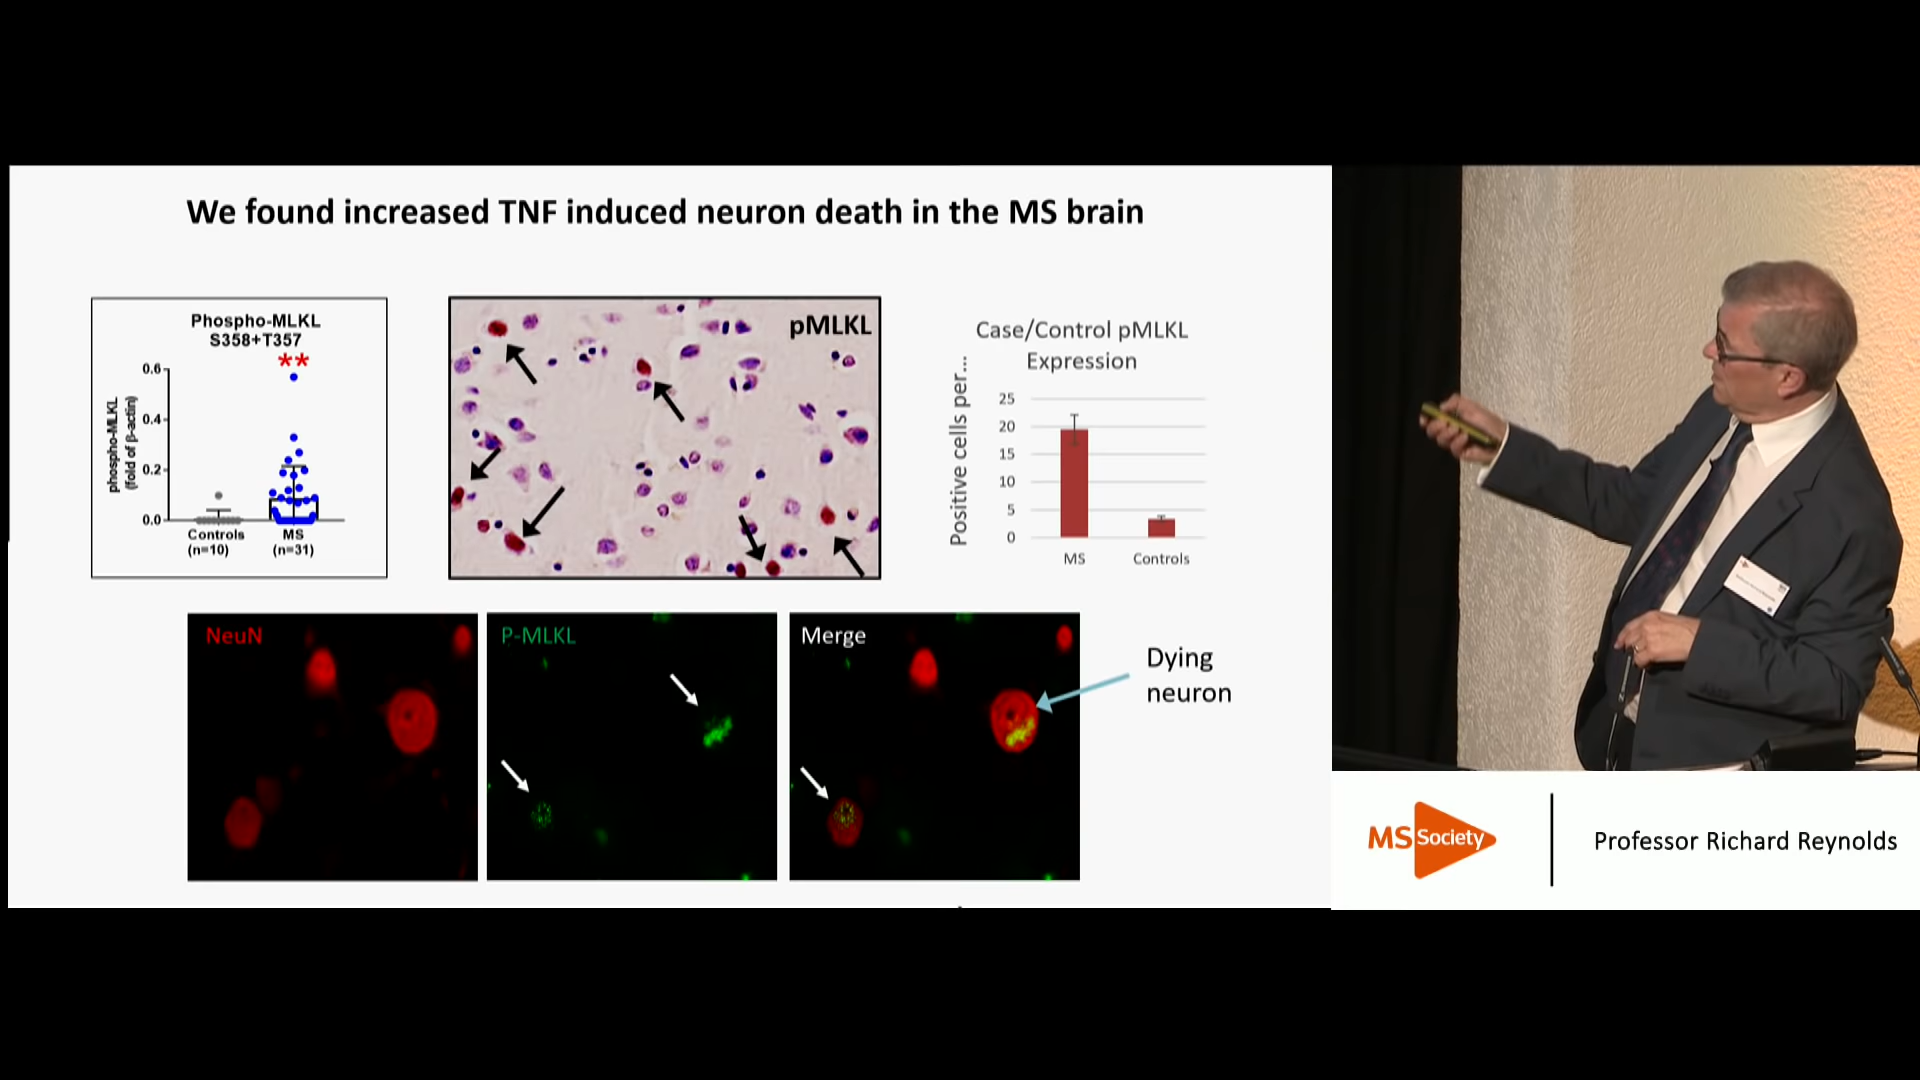 We found increased TNF induced neuron death in the MS brain
Phospho-MLKL
S358+T357
**
phospho-MLKL
(fold of β-actin)
0.6
0.4
0.2
0.0
Controls
(n=10)
MS
(n=31)
pMLKL
Case/Control pMLKL
Expression
Positive cells per...
25
20
15
10
5
0
MS
Controls
NeuN
P-MLKL
Merge
Dying
neuron
MS Society
Professor Richard Reynolds